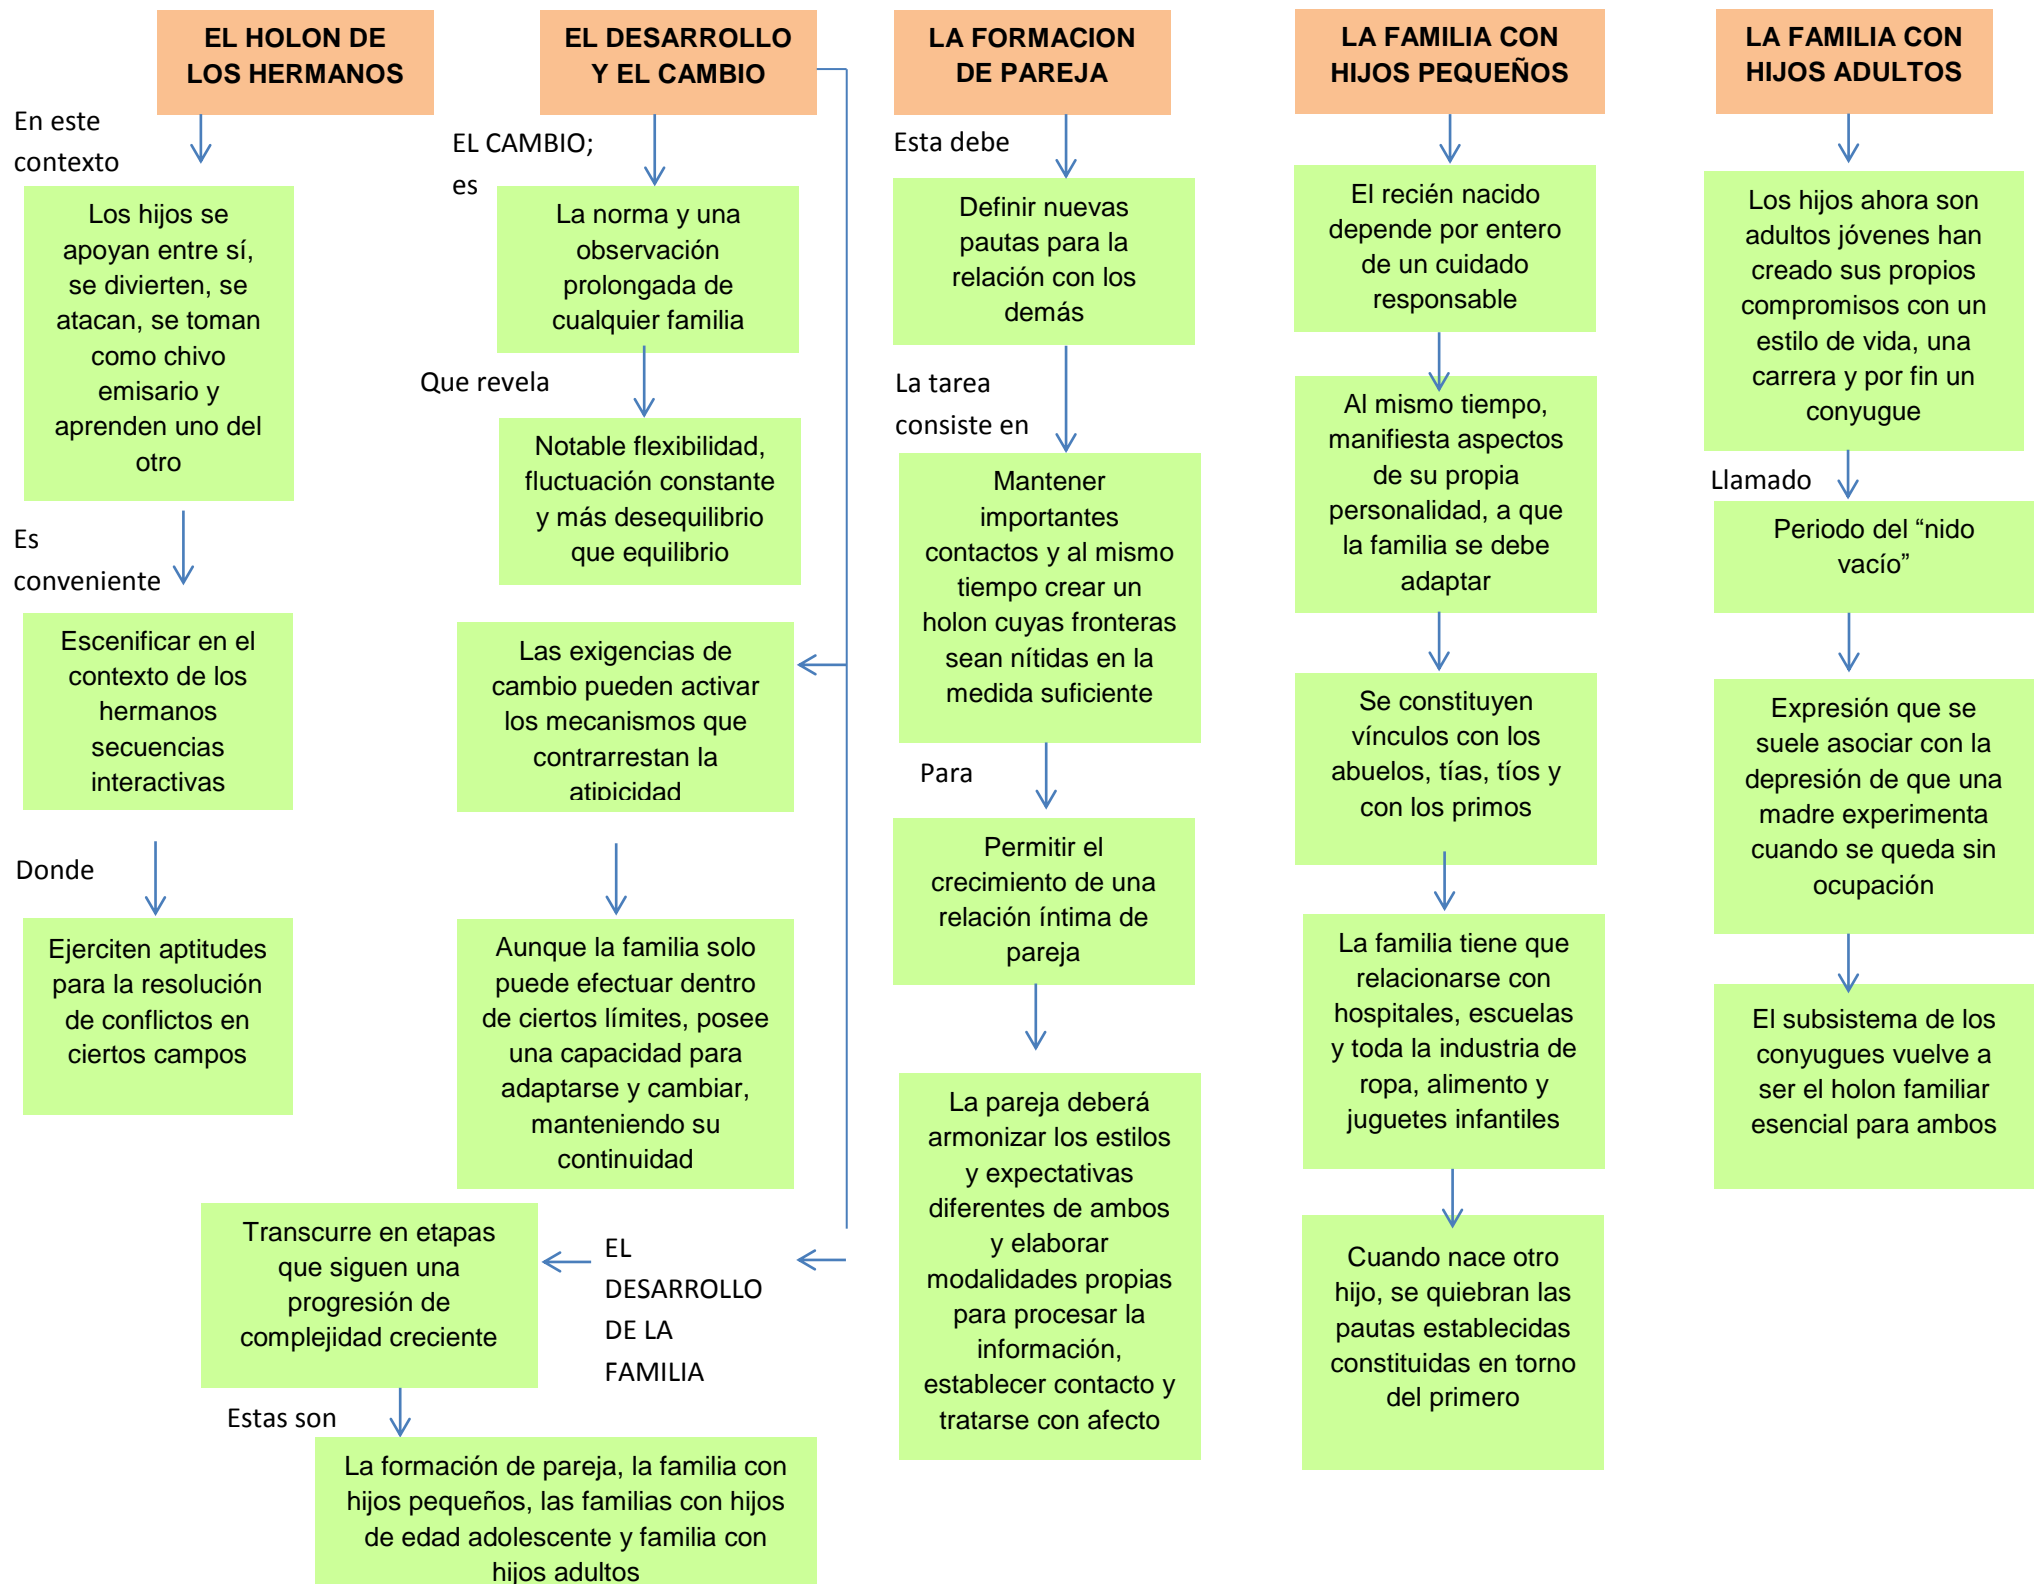 EL HOLON DE
LOS HERMANOS
En este
contexto
Los hijos se
apoyan entre sí,
se divierten, se
atacan, se toman
como chivo
emisario y
aprenden uno del
otro
Es
conveniente
Escenificar en el
contexto de los
hermanos
secuencias
interactivas
Donde
Ejerciten aptitudes
para la resolución
de conflictos en
ciertos campos
EL DESARROLLO
Y EL CAMBIO
EL CAMBIO;
es
La norma y una
observación
prolongada de
cualquier familia
Que revela
Notable flexibilidad,
fluctuación constante
y más desequilibrio
que equilibrio
Las exigencias de
cambio pueden activar
los mecanismos que
contrarrestan la
atipicidad
Aunque la familia solo
puede efectuar dentro
de ciertos límites, posee
una capacidad para
adaptarse y cambiar,
manteniendo su
continuidad
EL
DESARROLLO
DE LA
FAMILIA
Transcurre en etapas
que siguen una
progresión de
complejidad creciente
Estas son
La formación de pareja, la familia con
hijos pequeños, las familias con hijos
de edad adolescente y familia con
hijos adultos
LA FORMACION
DE PAREJA
Esta debe
Definir nuevas
pautas para la
relación con los
demás
La tarea
consiste en
Mantener
importantes
contactos y al mismo
tiempo crear un
holon cuyas fronteras
sean nítidas en la
medida suficiente
Para
Permitir el
crecimiento de una
relación íntima de
pareja
La pareja deberá
armonizar los estilos
y expectativas
diferentes de ambos
y elaborar
modalidades propias
para procesar la
información,
establecer contacto y
tratarse con afecto
LA FAMILIA CON
HIJOS PEQUEÑOS
El recién nacido
depende por entero
de un cuidado
responsable
Al mismo tiempo,
manifiesta aspectos
de su propia
personalidad, a que
la familia se debe
adaptar
Se constituyen
vínculos con los
abuelos, tías, tíos y
con los primos
La familia tiene que
relacionarse con
hospitales, escuelas
y toda la industria de
ropa, alimento y
juguetes infantiles
Cuando nace otro
hijo, se quiebran las
pautas establecidas
constituidas en torno
del primero
LA FAMILIA CON
HIJOS ADULTOS
Los hijos ahora son
adultos jóvenes han
creado sus propios
compromisos con un
estilo de vida, una
carrera y por fin un
conyugue
Llamado
Periodo del “nido
vacío”
Expresión que se
suele asociar con la
depresión de que una
madre experimenta
cuando se queda sin
ocupación
El subsistema de los
conyugues vuelve a
ser el holon familiar
esencial para ambos